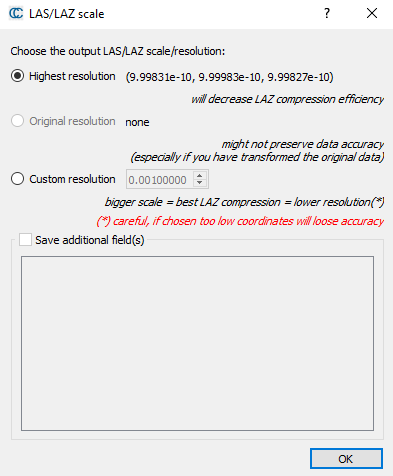 LAS/LAZ scale
Choose the output LAS/LAZ scale/resolution:
Highest resolution (9.99831e-10, 9.99983e-10, 9.99827e-10)
will decrease LAZ compression efficiency
Original resolution none
might not preserve data accuracy
(especially if you have transformed the original data)
Custom resolution 0.00100000
bigger scale = best LAZ compression = lower resolution(*)
(*) careful, if chosen too low coordinates will loose accuracy
Save additional field(s)
OK